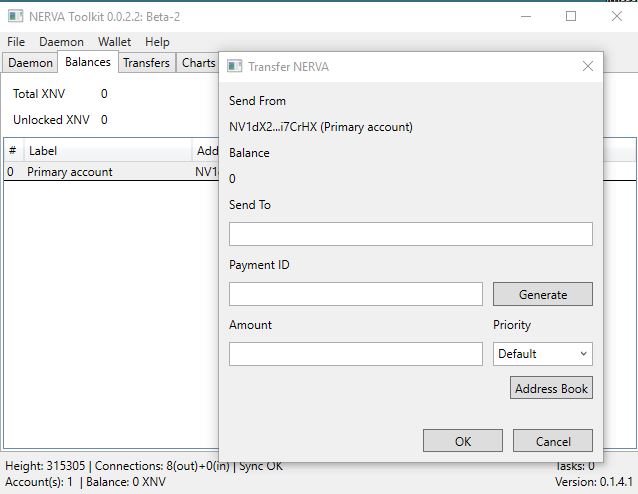 NERVA Toolkit 0.0.2.2: Beta-2
File Daemon Wallet Help
Daemon Balances Transfers Charts
Total XNV 0
Unlocked XNV 0
# Label
0 Primary account
Transfer NERVA
Send From
NV1dX2...i7CrHX (Primary account)
Balance
0
Send To
Payment ID
Generate
Amount Priority
Default
Address Book
OK Cancel
Height: 315305 | Connections: 8(out)+0(in) | Sync OK
Tasks: 0
Account(s): 1 | Balance: 0 XNV
Version: 0.1.4.1